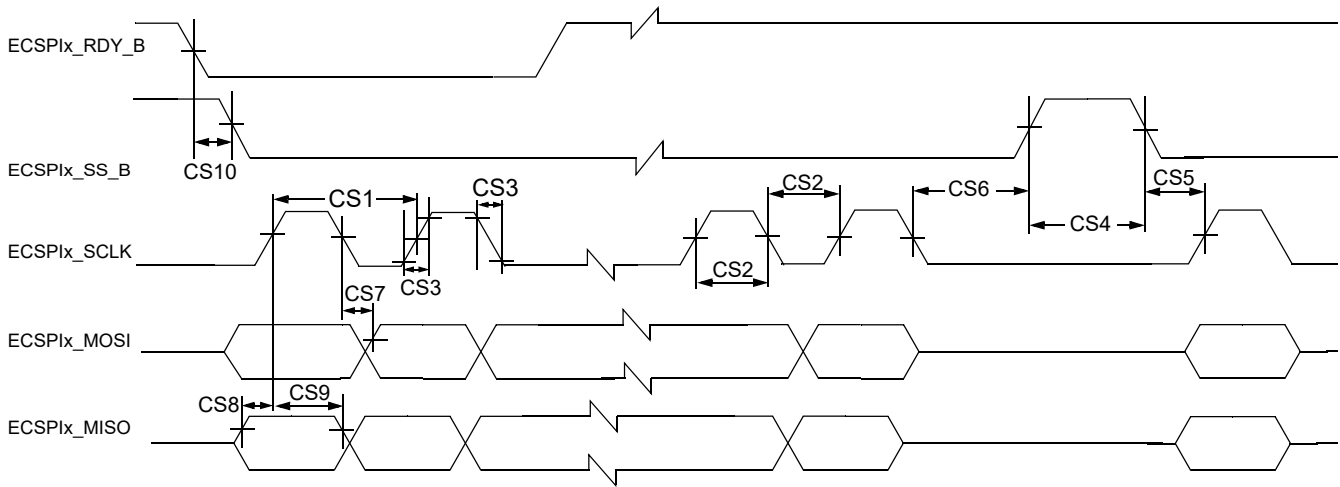 ECSPIx_RDY_B
CS10
ECSPIx_SS_B
CS1
CS3
CS2
CS6
CS5
CS4
ECSPIx_SCLK
CS3
CS2
CS7
ECSPIx_MOSI
CS8
CS9
ECSPIx_MISO